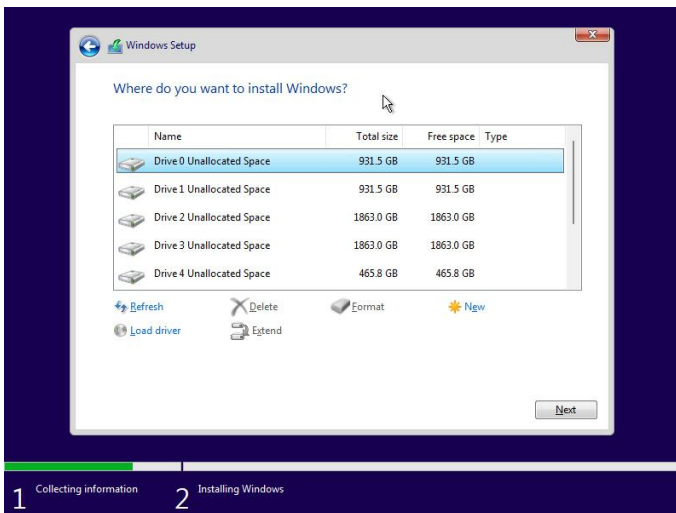 Windows Setup
Where do you want to install Windows?
Name Total size Free space Type
Drive 0 Unallocated Space 931.5 GB 931.5 GB
Drive 1 Unallocated Space 931.5 GB 931.5 GB
Drive 2 Unallocated Space 1863.0 GB 1863.0 GB
Drive 3 Unallocated Space 1863.0 GB 1863.0 GB
Drive 4 Unallocated Space 465.8 GB 465.8 GB
Refresh Delete Format New
Load driver Extend
Next
1 Collecting information 2 Installing Windows